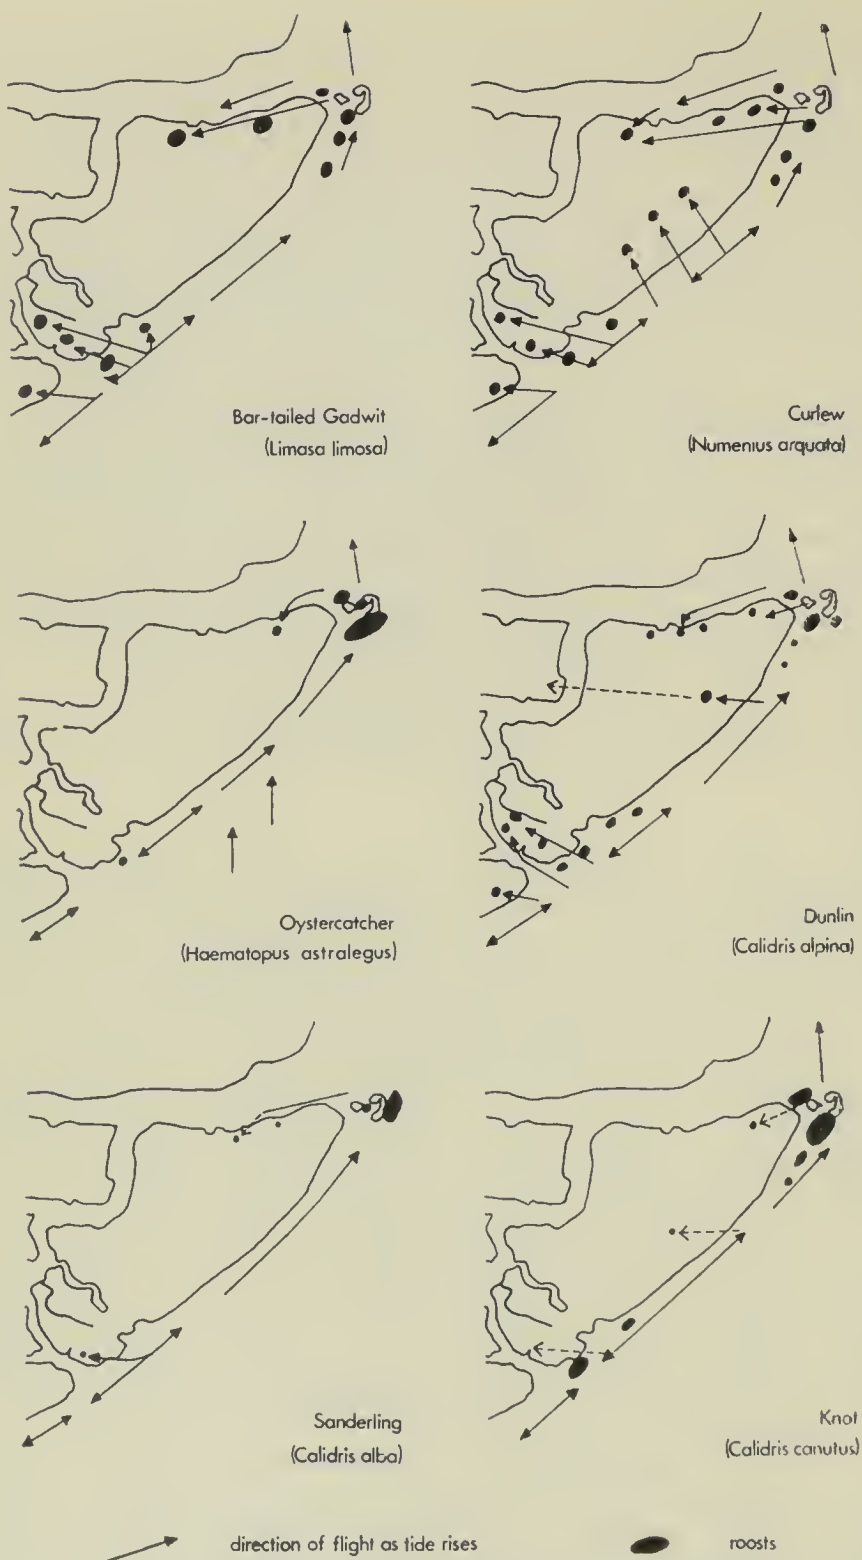 Bar-tailed Gadwit
(Limasa limosa)
Curlew
(Numenius arquata)
Oystercatcher
(Haematopus astralegus)
Dunlin
(Calidris alpina)
Sanderling
(Calidris alba)
Knot
(Calidris canutus)
direction of flight as tide rises
roosts